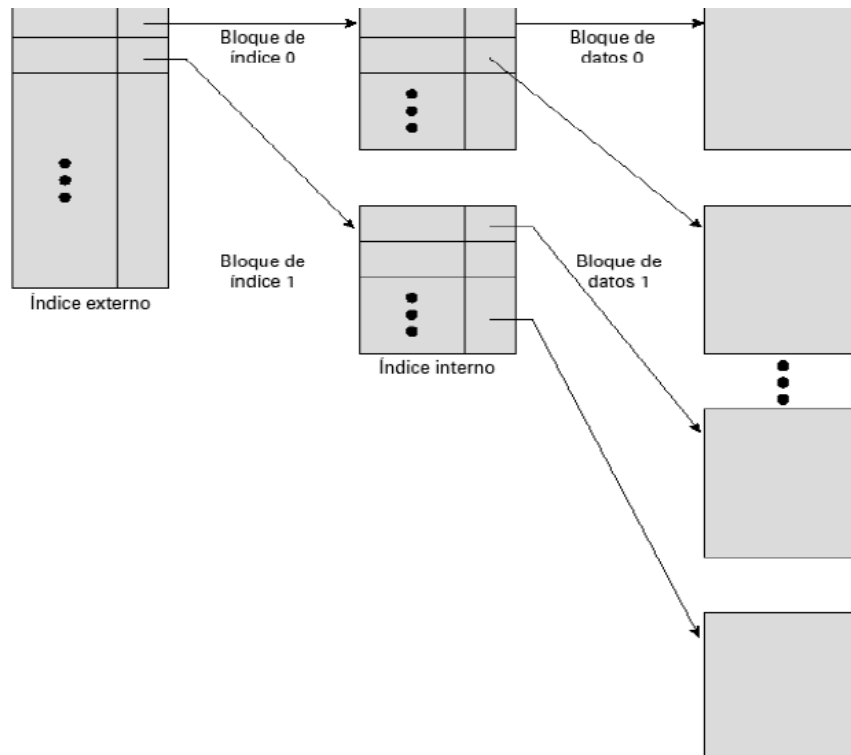 Bloque de
índice 0
Bloque de
datos 0
Bloque de
índice 1
Bloque de
datos 1
Índice externo
Índice interno